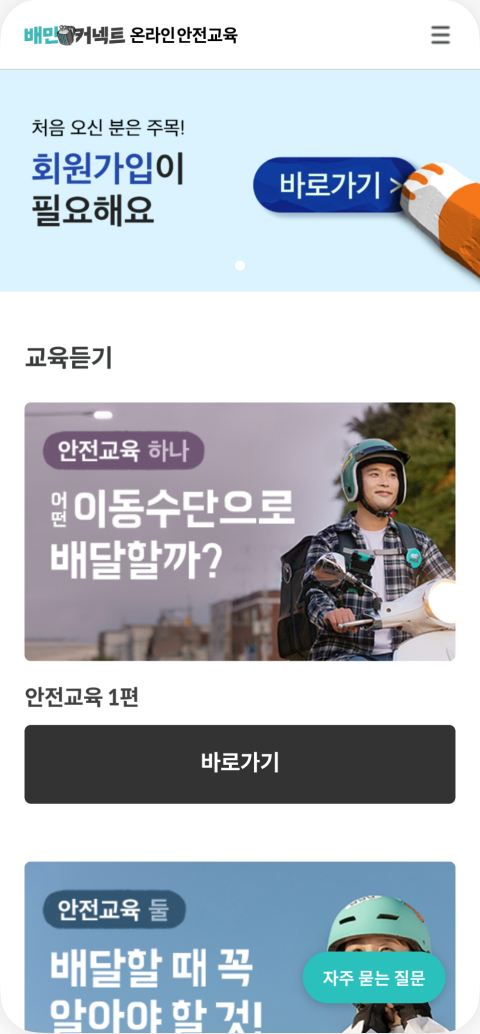 배민커넥트 온라인안전교육
처음 오신 분은 주목!
회원가입이
필요해요
바로가기 >
교육듣기
안전교육 하나
어떤 이동수단으로
배달할까?
안전교육 1편
바로가기
안전교육 둘
배달할 때 꼭
알아야 할 것!
자주 묻는 질문